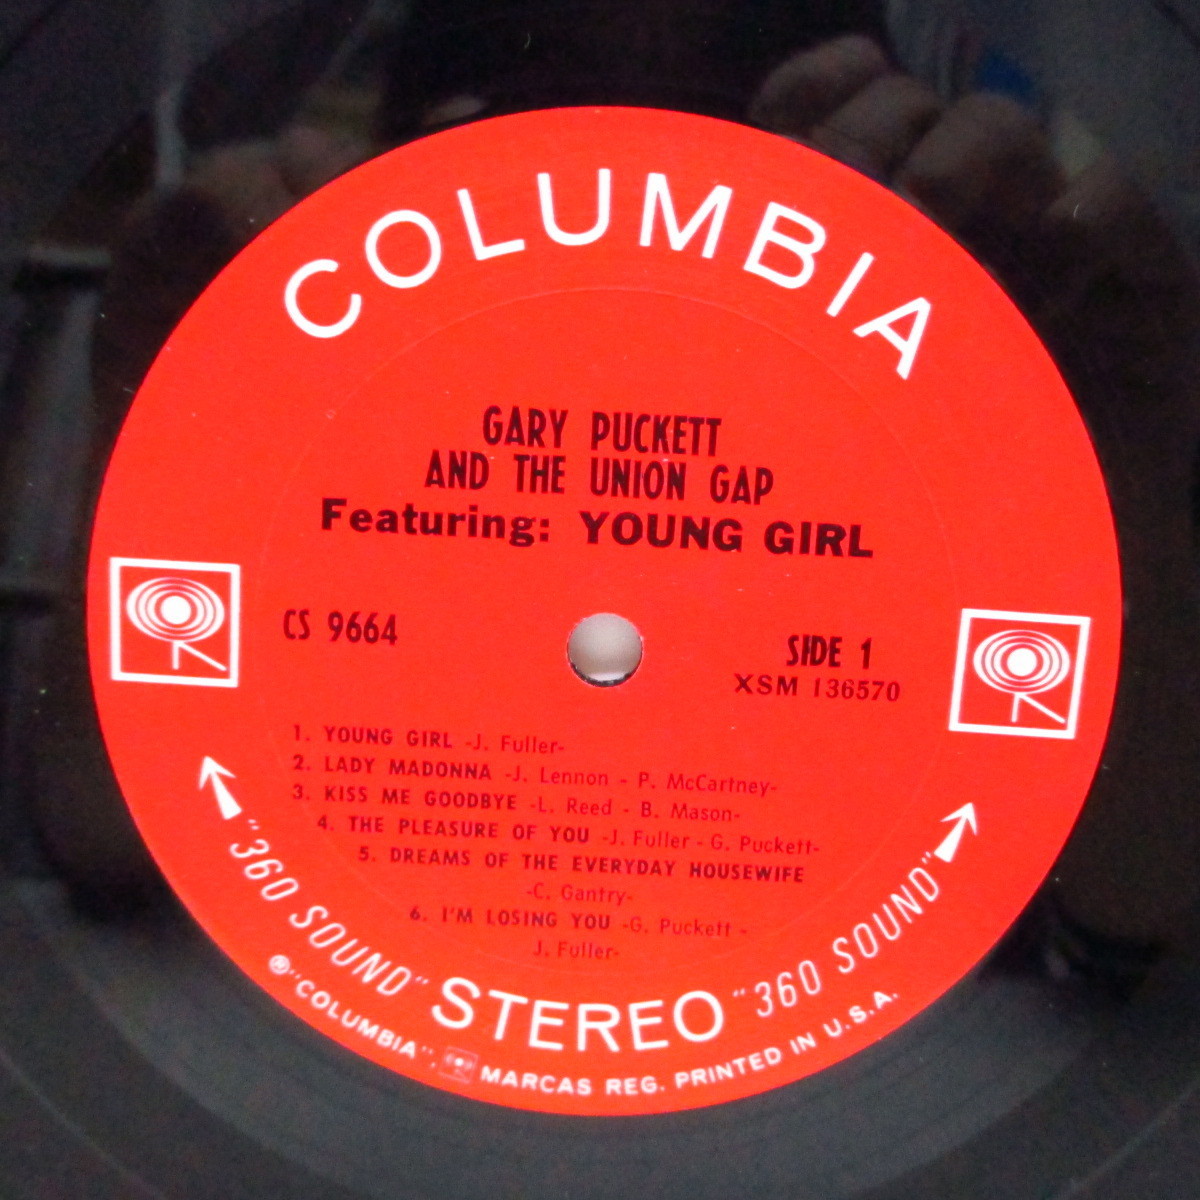 COLUMBIA
GARY PUCKETT
AND THE UNION GAP
Featuring: YOUNG GIRL
CS 9664
SIDE 1
XSM 136570
1. YOUNG GIRL -J. Fuller-
2. LADY MADONNA -J. Lennon - P. McCartney-
3. KISS ME GOODBYE -L. Reed - B. Mason-
4. THE PLEASURE OF YOU -J. Fuller - G. Puckett-
5. DREAMS OF THE EVERYDAY HOUSEWIFE
-C. Gantry-
6. I'M LOSING YOU -G. Puckett -
J. Fuller-
"360 SOUND" STEREO "360 SOUND"
® "COLUMBIA", MARCAS REG. PRINTED IN U.S.A.